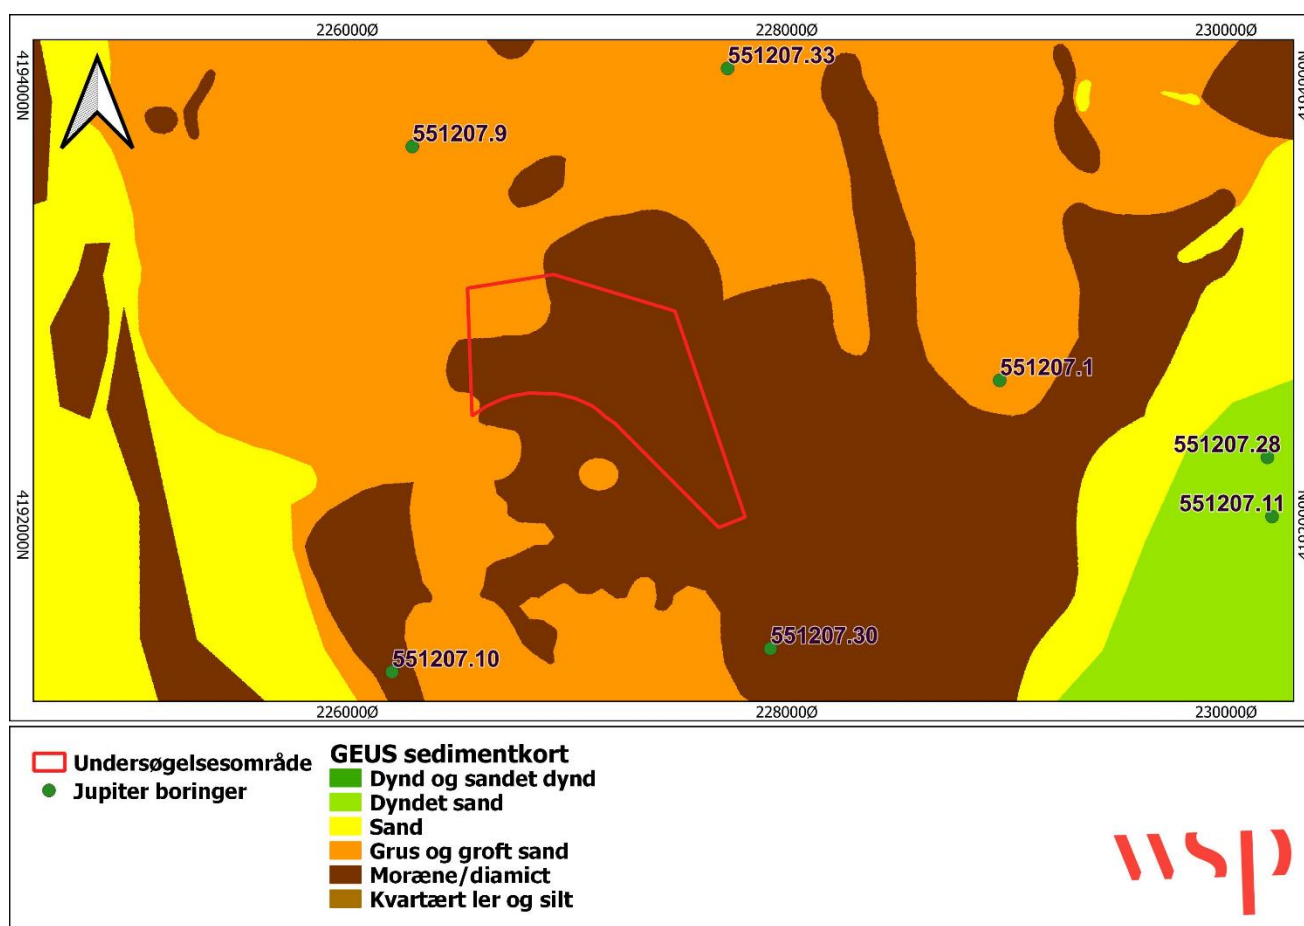 226000Ø 228000Ø 230000Ø
4194000N 4194000N
551207.33
551207.9
551207.1
551207.28
551207.11
4192000N 4192000N
551207.30
551207.10
226000Ø 228000Ø 230000Ø
Undersøgelsesområde
Jupiter boringer
GEUS sedimentkort
Dynd og sandet dynd
Dyndet sand
Sand
Grus og groft sand
Moræne/diamict
Kvartært ler og silt
wsp